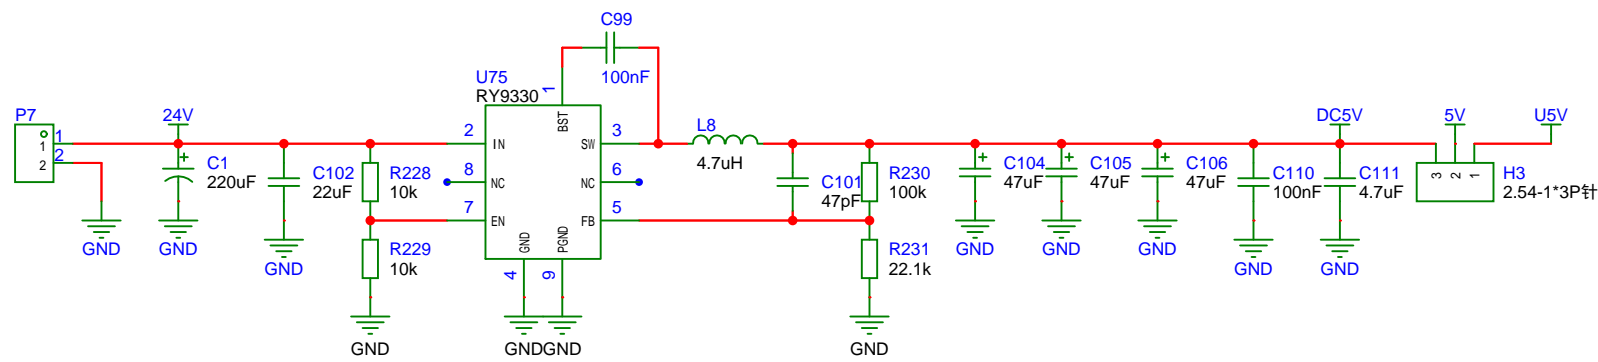 C99
100nF
U75
RY9330
1
BST
P7
1
1
2
2
24V
C1
220uF
C102
22uF
R228
10k
R229
10k
2
IN
8
NC
7
EN
GND
PGND
4
9
3
SW
6
NC
5
FB
L8
4.7uH
C101
47pF
R230
100k
R231
22.1k
C104
47uF
C105
47uF
C106
47uF
C110
100nF
DC5V
C111
4.7uF
5V
U5V
3
2
1
H3
2.54-1*3P针
GND
GND
GND
GND
GND
GND
GND
GND
GND
GND
GND
GND